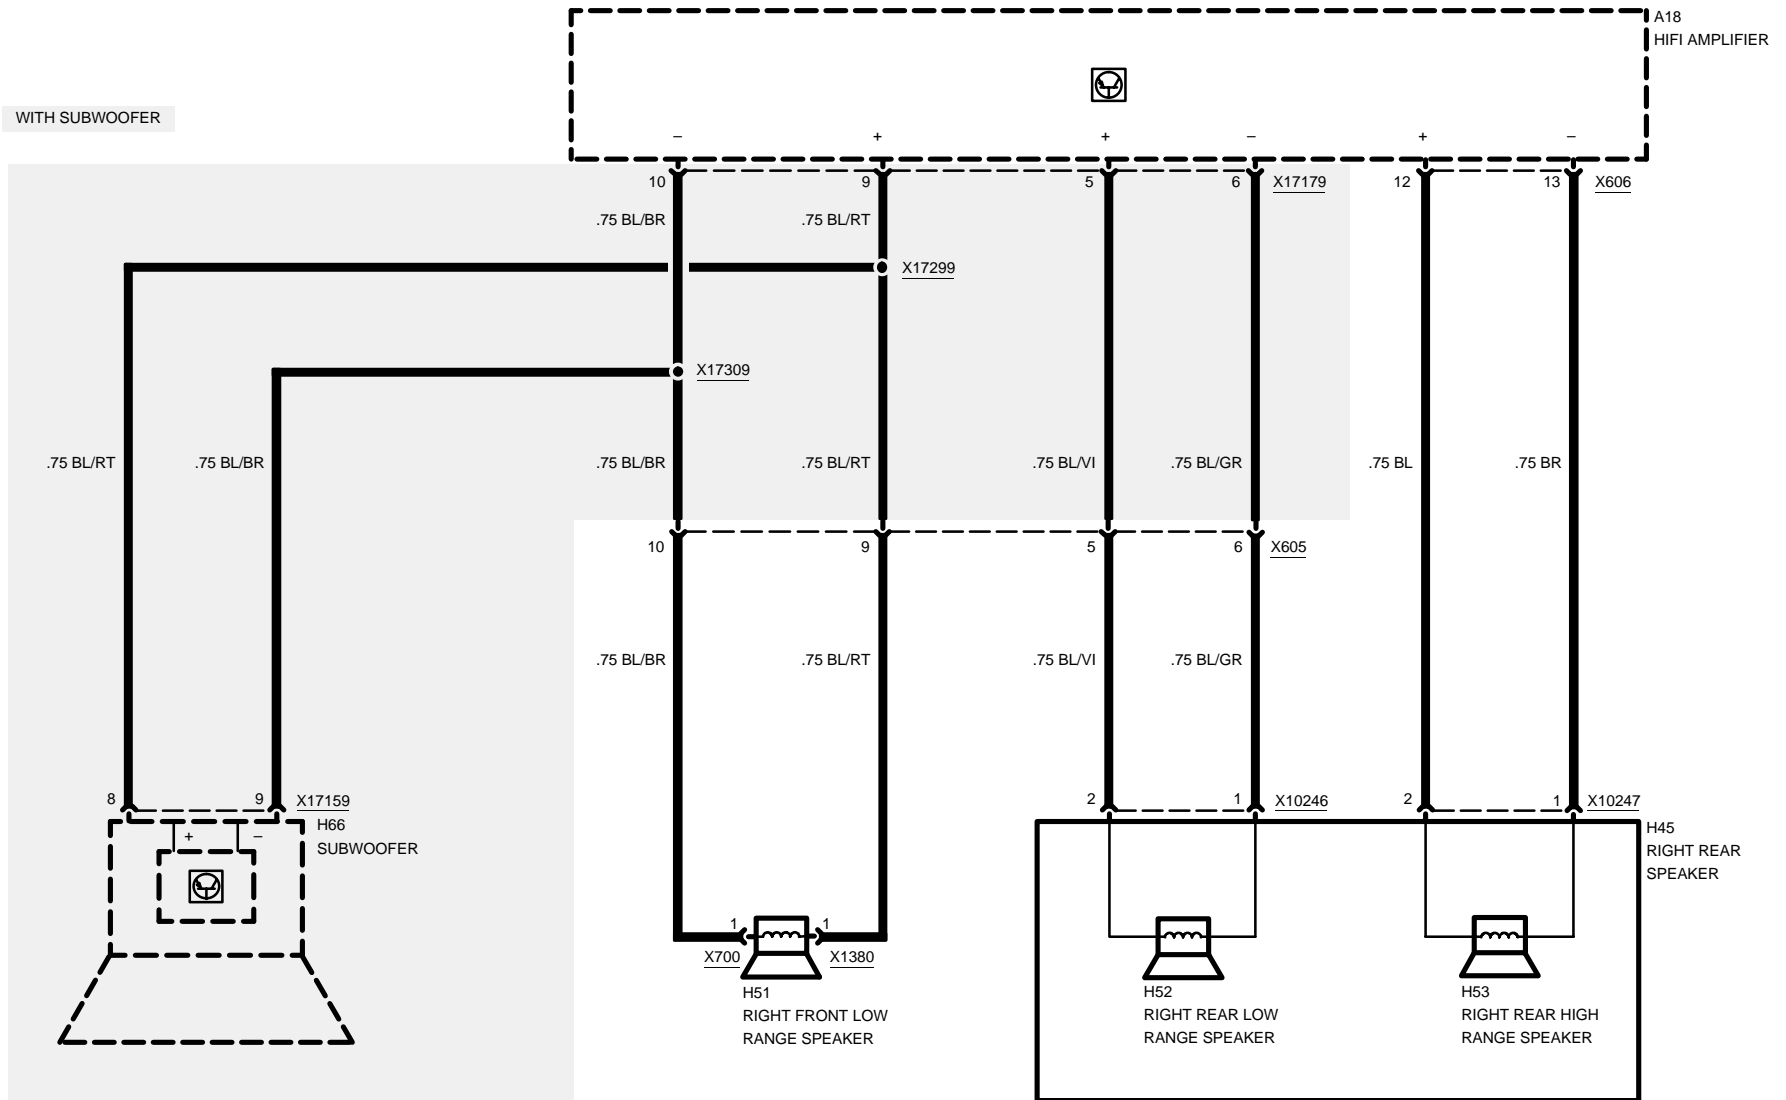 A18
HIFI AMPLIFIER
WITH SUBWOOFER
– + + – + –
10 9 5 6 X17179 12 13 X606
.75 BL/BR .75 BL/RT
X17299
X17309
.75 BL/RT .75 BL/BR .75 BL/BR .75 BL/RT .75 BL/VI .75 BL/GR .75 BL .75 BR
10 9 5 6 X605
.75 BL/BR .75 BL/RT .75 BL/VI .75 BL/GR
8 9 X17159 2 1 X10246 2 1 X10247
H66
SUBWOOFER
+ –
H45
RIGHT REAR
SPEAKER
1 1
X700 X1380
H51
RIGHT FRONT LOW
RANGE SPEAKER
H52
RIGHT REAR LOW
RANGE SPEAKER
H53
RIGHT REAR HIGH
RANGE SPEAKER